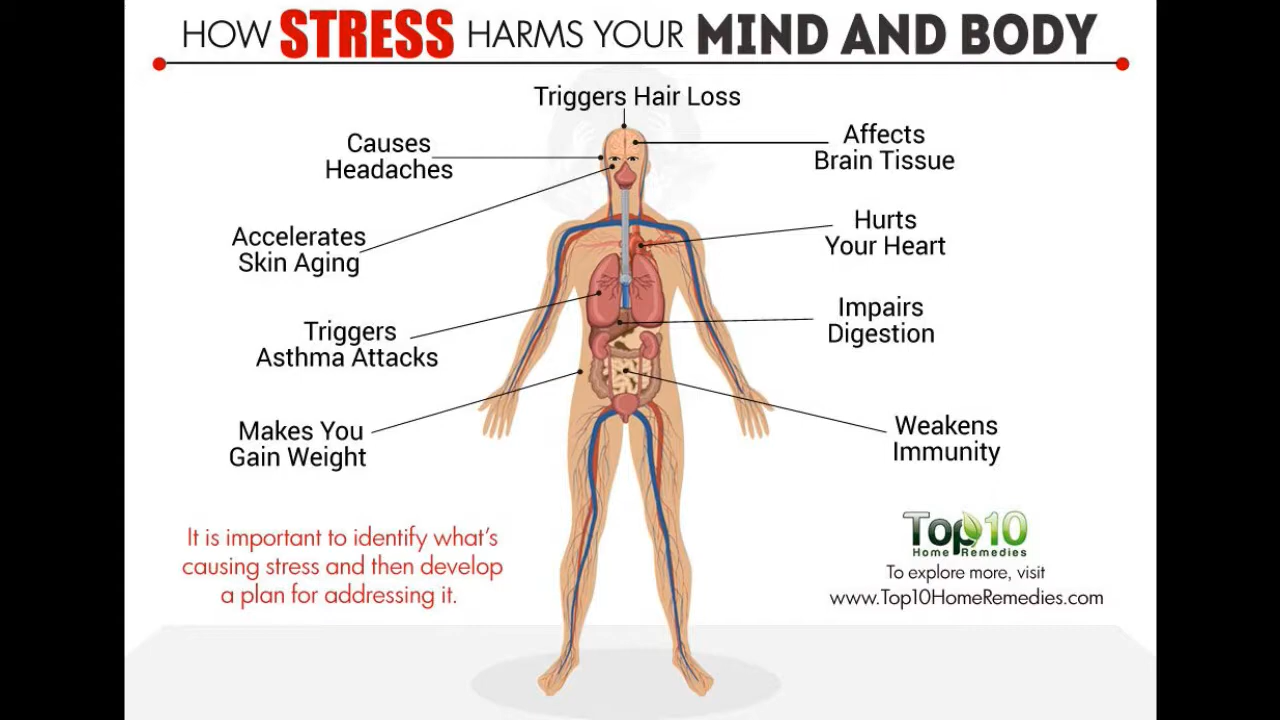 HOW STRESS HARMS YOUR MIND AND BODY
Triggers Hair Loss
Causes
Headaches
Affects
Brain Tissue
Accelerates
Skin Aging
Hurts
Your Heart
Triggers
Asthma Attacks
Impairs
Digestion
Makes You
Gain Weight
Weakens
Immunity
It is important to identify what's
causing stress and then develop
a plan for addressing it.
Top10
Home Remedies
To explore more, visit
www.Top10HomeRemedies.com